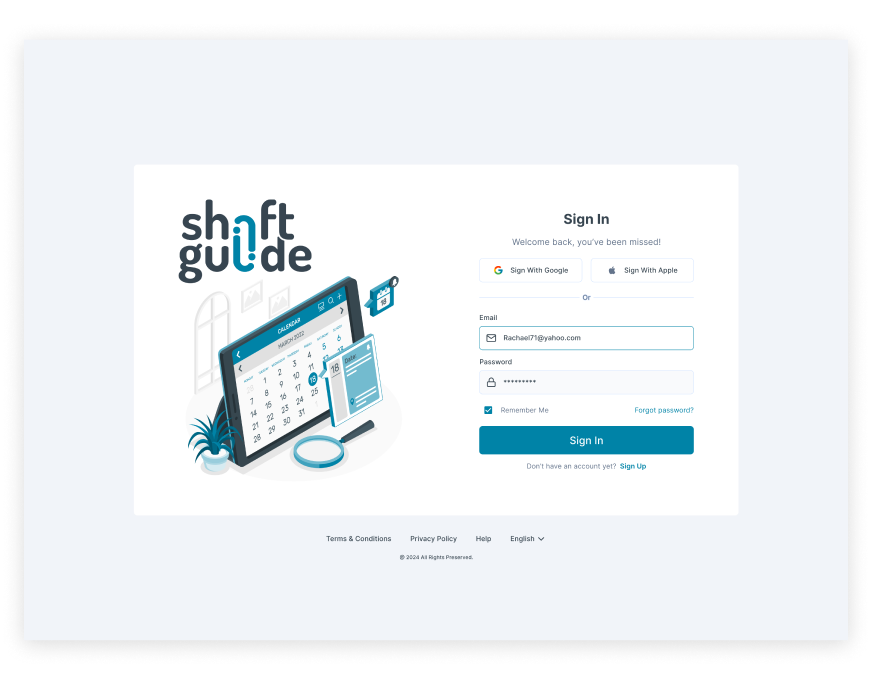 shift
guide
CALENDAR
MARCH 2022
1 2 3 4 5 6
7 8 9 10 11
14 15 16 17 18
21 22 23 24 25
28 29 30 31
18
Date:
18
Sign In
Welcome back, you've been missed!
Sign With Google
Sign With Apple
Or
Email
Rachael71@yahoo.com
Password
*********
Remember Me
Forgot password?
Sign In
Don't have an account yet? Sign Up
Terms & Conditions
Privacy Policy
Help
English
@ 2024 All Rights Preserved.